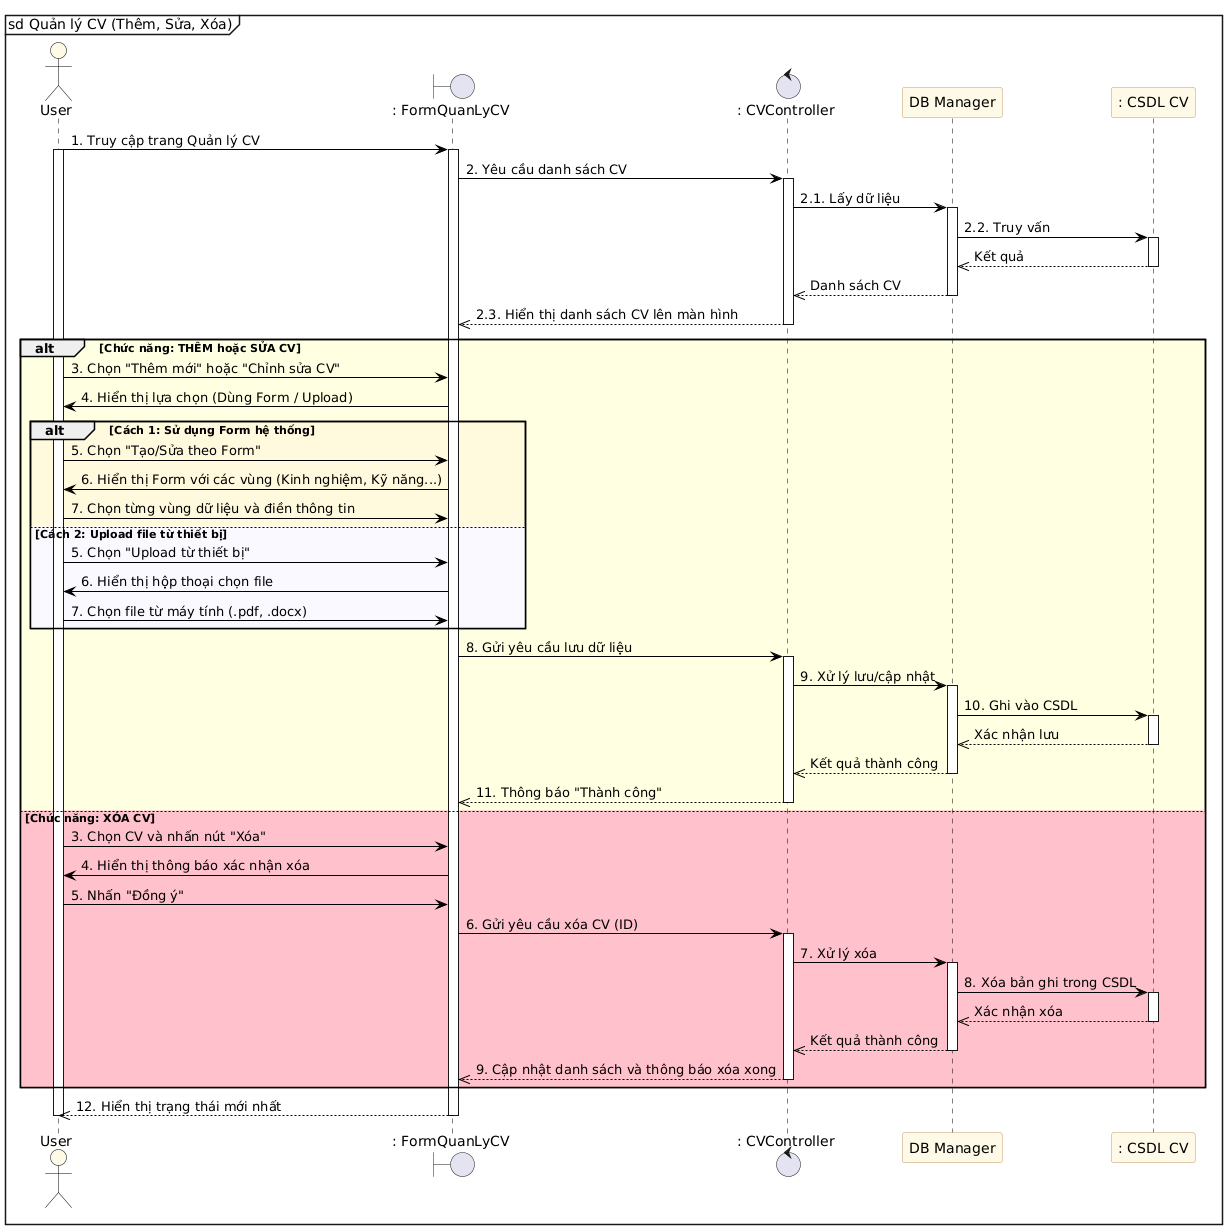 sd Quản lý CV (Thêm, Sửa, Xóa)
User
: FormQuanLyCV
: CVController
DB Manager
: CSDL CV
1. Truy cập trang Quản lý CV
2. Yêu cầu danh sách CV
2.1. Lấy dữ liệu
2.2. Truy vấn
Kết quả
Danh sách CV
2.3. Hiển thị danh sách CV lên màn hình
alt [Chức năng: THÊM hoặc SỬA CV]
3. Chọn "Thêm mới" hoặc "Chỉnh sửa CV"
4. Hiển thị lựa chọn (Dùng Form / Upload)
alt [Cách 1: Sử dụng Form hệ thống]
5. Chọn "Tạo/Sửa theo Form"
6. Hiển thị Form với các vùng (Kinh nghiệm, Kỹ năng...)
7. Chọn từng vùng dữ liệu và điền thông tin
[Cách 2: Upload file từ thiết bị]
5. Chọn "Upload từ thiết bị"
6. Hiển thị hộp thoại chọn file
7. Chọn file từ máy tính (.pdf, .docx)
8. Gửi yêu cầu lưu dữ liệu
9. Xử lý lưu/cập nhật
10. Ghi vào CSDL
Xác nhận lưu
Kết quả thành công
11. Thông báo "Thành công"
[Chức năng: XÓA CV]
3. Chọn CV và nhấn nút "Xóa"
4. Hiển thị thông báo xác nhận xóa
5. Nhấn "Đồng ý"
6. Gửi yêu cầu xóa CV (ID)
7. Xử lý xóa
8. Xóa bản ghi trong CSDL
Xác nhận xóa
Kết quả thành công
9. Cập nhật danh sách và thông báo xóa xong
12. Hiển thị trạng thái mới nhất
User
: FormQuanLyCV
: CVController
DB Manager
: CSDL CV